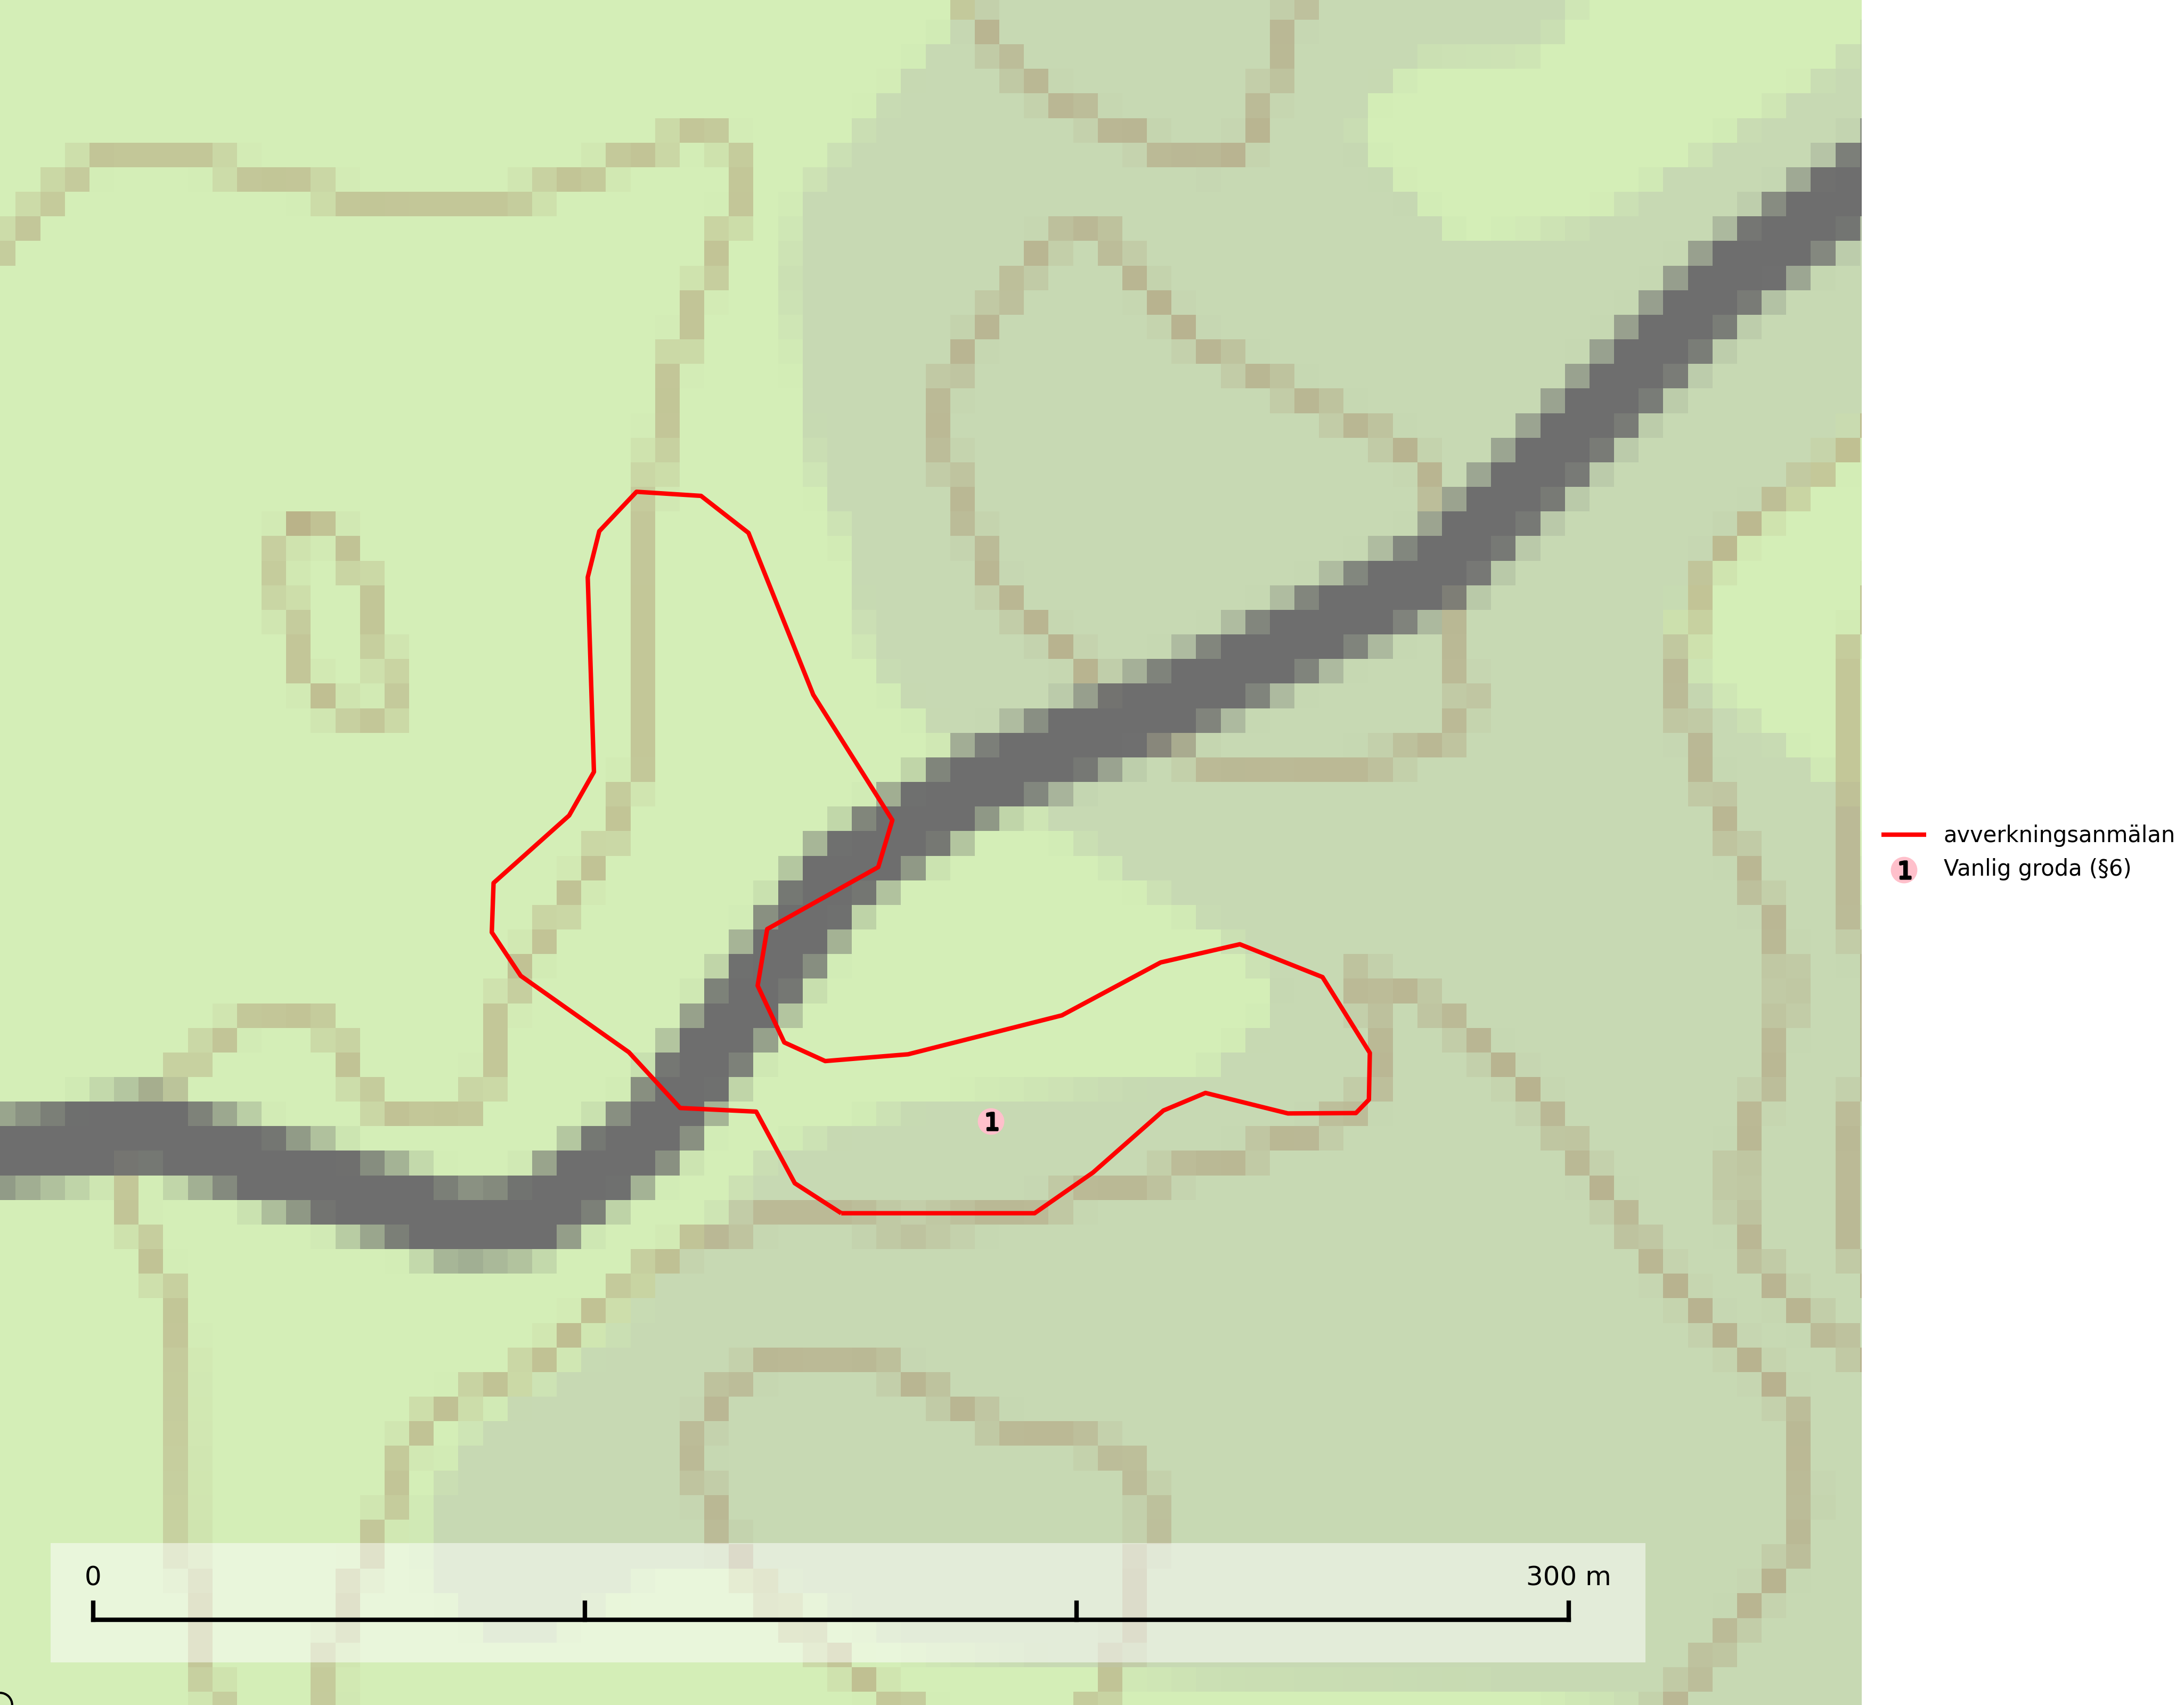 avverkningsanmälan
1 Vanlig groda (§6)
1
0 300 m